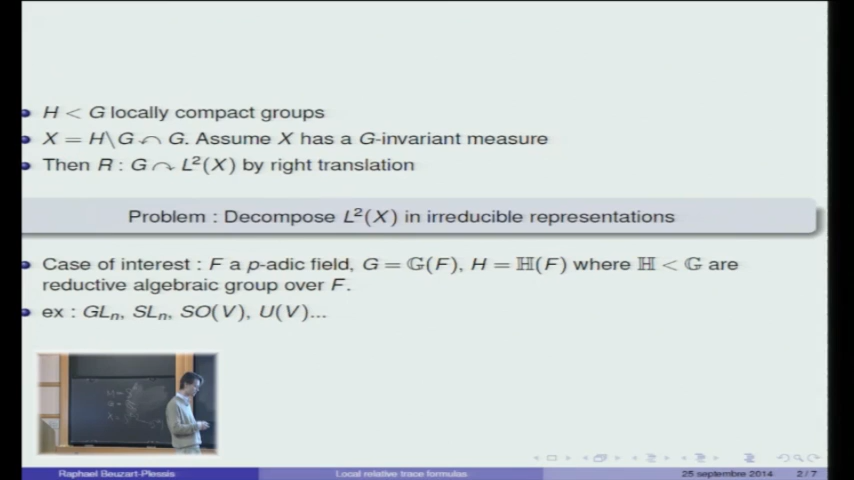 H < G locally compact groups
X = H\G ↶ G. Assume X has a G-invariant measure
Then R : G ↷ L²(X) by right translation
Problem : Decompose L²(X) in irreducible representations
Case of interest : F a p-adic field, G = 𝔾(F), H = ℍ(F) where ℍ < 𝔾 are
reductive algebraic group over F.
ex : GLₙ, SLₙ, SO(V), U(V)...
Raphael Beuzart-Plessis Local relative trace formulas 25 septembre 2014 2 / 7